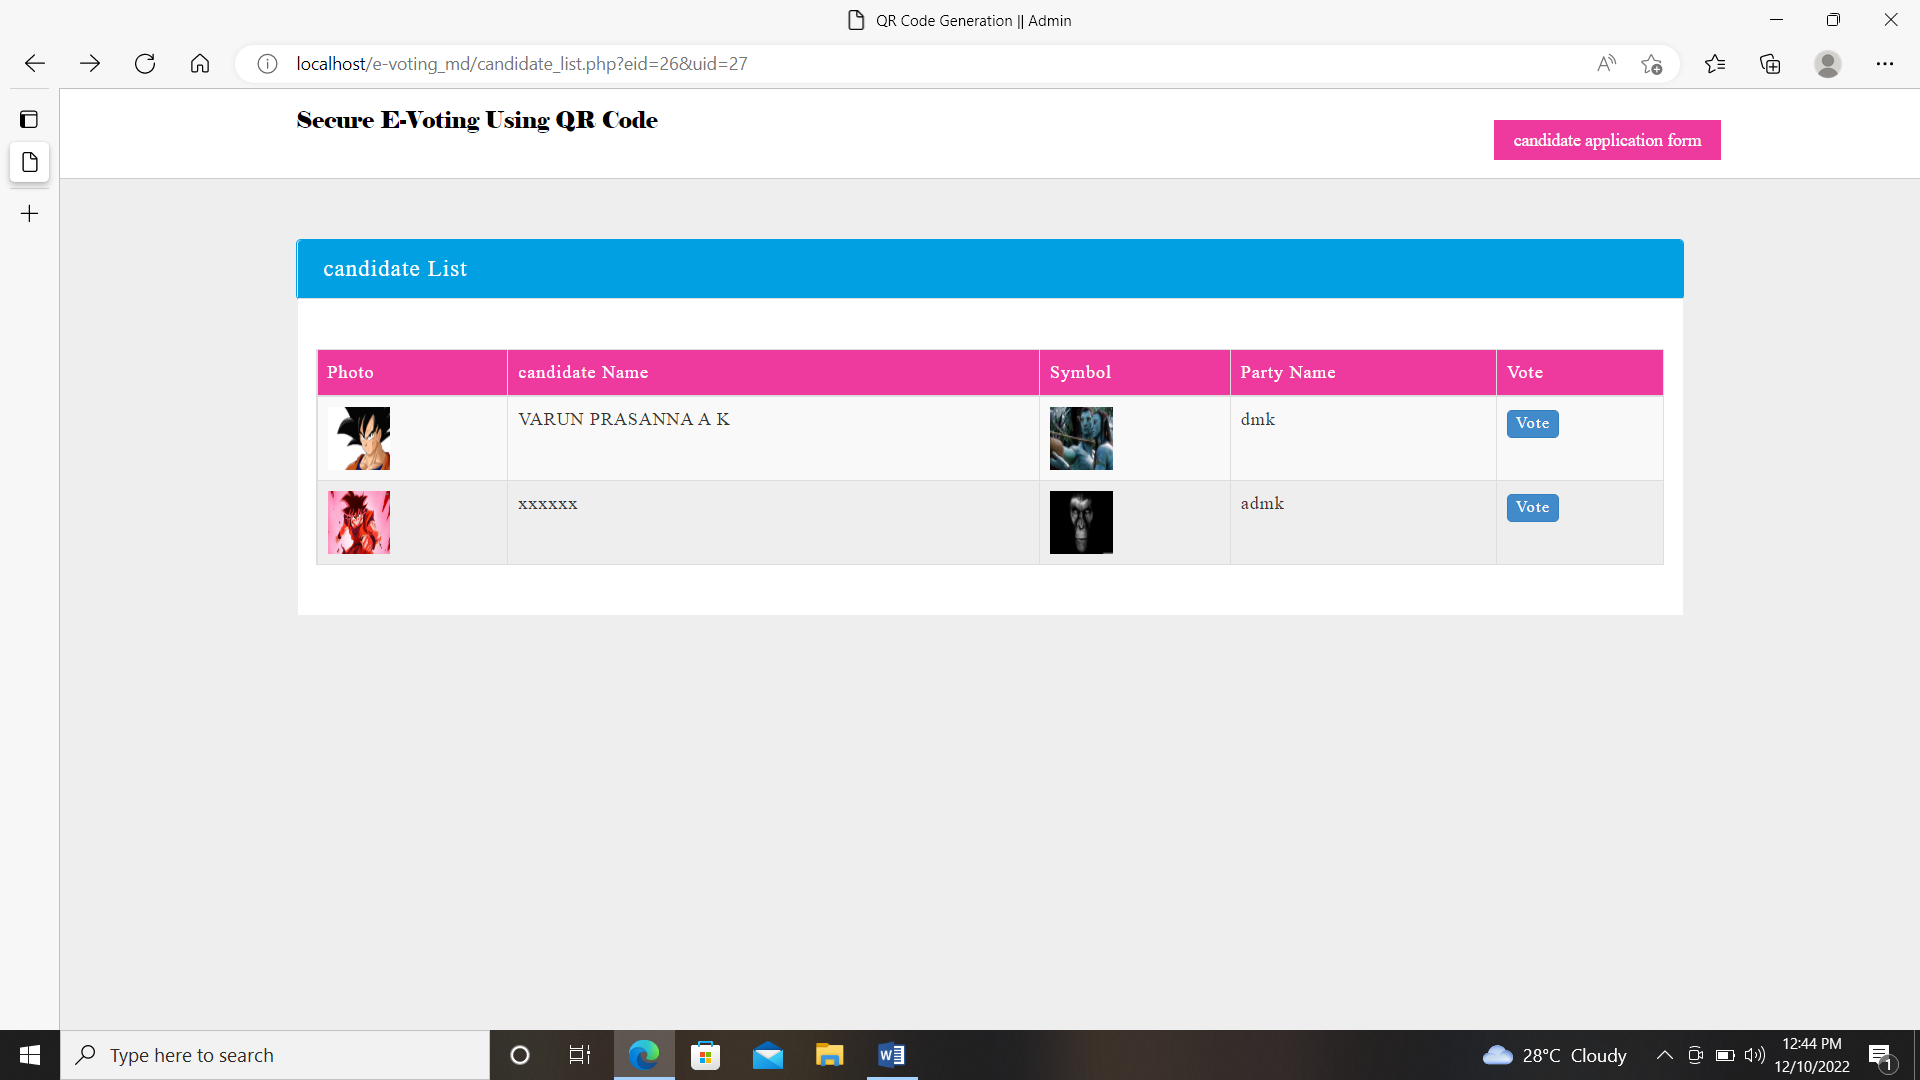 QR Code Generation || Admin
localhost/e-voting_md/candidate_list.php?eid=26&uid=27
Secure E-Voting Using QR Code
candidate application form
candidate List
Photo candidate Name Symbol Party Name Vote
VARUN PRASANNA A K dmk Vote
xxxxxx admk Vote
Type here to search
28°C Cloudy
12:44 PM
12/10/2022
1